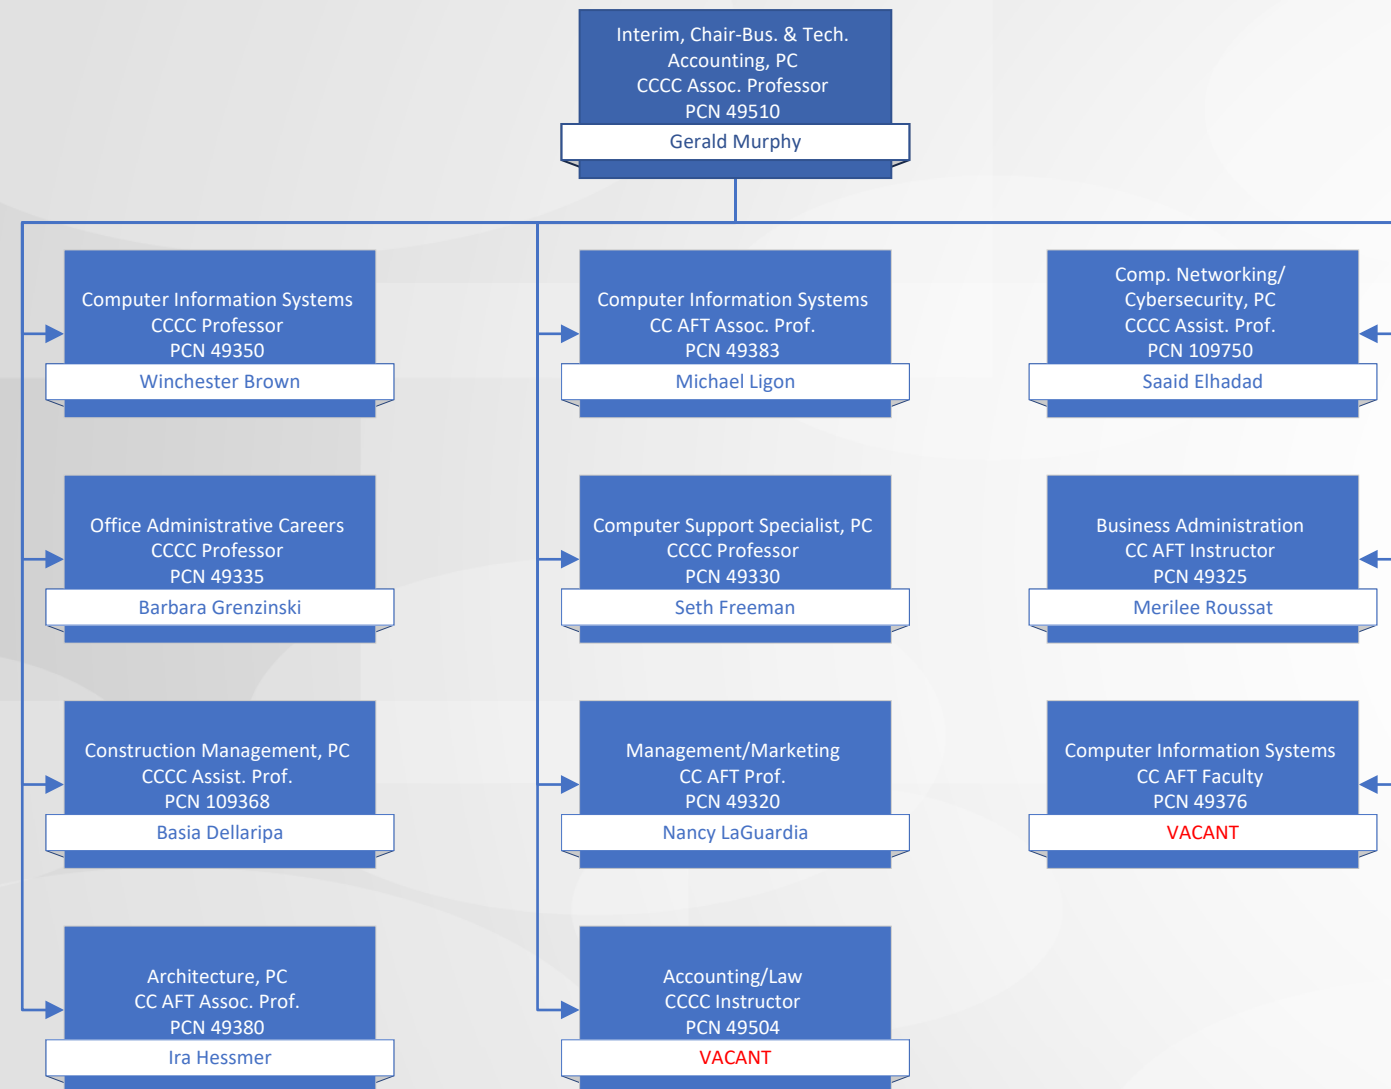 Interim, Chair-Bus. & Tech.
Accounting, PC
CCCC Assoc. Professor
PCN 49510
Gerald Murphy
Computer Information Systems
CCCC Professor
PCN 49350
Winchester Brown
Computer Information Systems
CC AFT Assoc. Prof.
PCN 49383
Michael Ligon
Comp. Networking/
Cybersecurity, PC
CCCC Assist. Prof.
PCN 109750
Saaid Elhadad
Office Administrative Careers
CCCC Professor
PCN 49335
Barbara Grenzinski
Computer Support Specialist, PC
CCCC Professor
PCN 49330
Seth Freeman
Business Administration
CC AFT Instructor
PCN 49325
Merilee Roussat
Construction Management, PC
CCCC Assist. Prof.
PCN 109368
Basia Dellaripa
Management/Marketing
CC AFT Prof.
PCN 49320
Nancy LaGuardia
Computer Information Systems
CC AFT Faculty
PCN 49376
VACANT
Architecture, PC
CC AFT Assoc. Prof.
PCN 49380
Ira Hessmer
Accounting/Law
CCCC Instructor
PCN 49504
VACANT